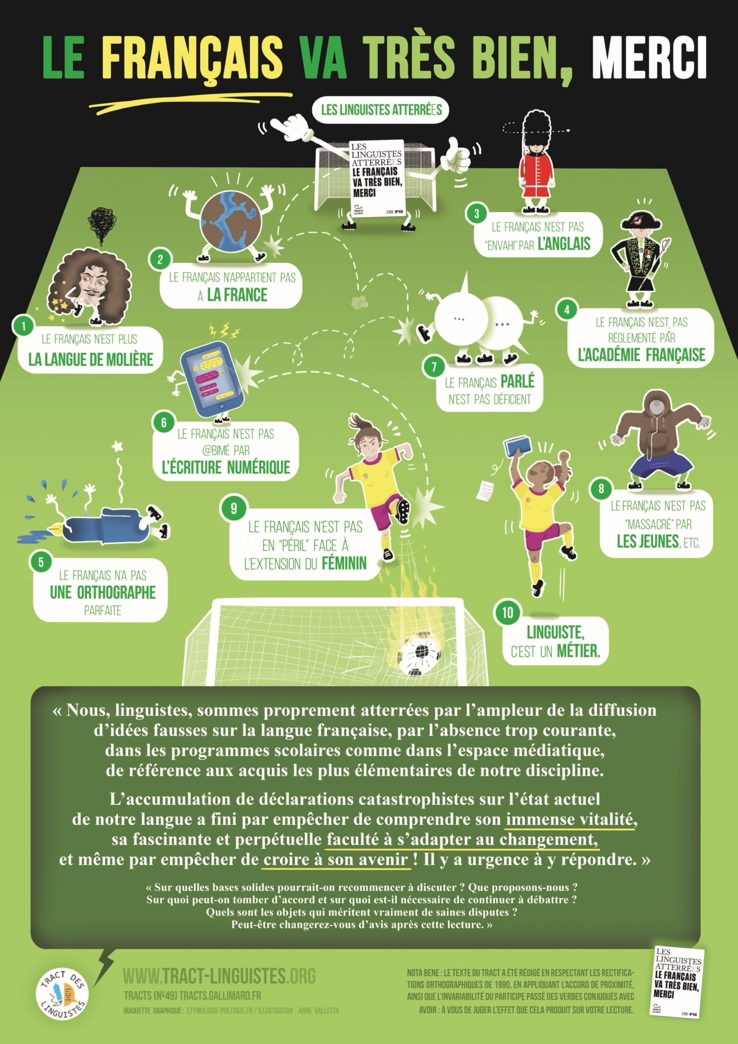 LE FRANÇAIS VA TRÈS BIEN, MERCI
LES LINGUISTES ATTERRÉES
LES
LINGUISTES
ATTERRÉES
LE FRANÇAIS
VA TRÈS BIEN,
MERCI
1
LE FRANÇAIS N'EST PLUS
LA LANGUE DE MOLIÈRE
2
LE FRANÇAIS N'APPARTIENT PAS
À LA FRANCE
3
LE FRANÇAIS N'EST PAS
"ENVAHI" PAR L'ANGLAIS
4
LE FRANÇAIS N'EST PAS
RÉGLEMENTÉ PAR
L'ACADÉMIE FRANÇAISE
7
LE FRANÇAIS PARLÉ
N'EST PAS DÉFICIENT
6
LE FRANÇAIS N'EST PAS
@BIMÉ PAR
L'ÉCRITURE NUMÉRIQUE
8
LE FRANÇAIS N'EST PAS
"MASSACRÉ" PAR
LES JEUNES, ETC.
9
LE FRANÇAIS N'EST PAS
EN "PÉRIL" FACE À
L'EXTENSION DU FÉMININ
5
LE FRANÇAIS N'A PAS
UNE ORTHOGRAPHE
PARFAITE
10
LINGUISTE,
C'EST UN MÉTIER.
« Nous, linguistes, sommes proprement atterrées par l'ampleur de la diffusion
d'idées fausses sur la langue française, par l'absence trop courante,
dans les programmes scolaires comme dans l'espace médiatique,
de référence aux acquis les plus élémentaires de notre discipline.
L'accumulation de déclarations catastrophistes sur l'état actuel
de notre langue a fini par empêcher de comprendre son immense vitalité,
sa fascinante et perpétuelle faculté à s'adapter au changement,
et même par empêcher de croire à son avenir ! Il y a urgence à y répondre. »
« Sur quelles bases solides pourrait-on recommencer à discuter ? Que proposons-nous ?
Sur quoi peut-on tomber d'accord et sur quoi est-il nécessaire de continuer à débattre ?
Quels sont les objets qui méritent vraiment de saines disputes ?
Peut-être changerez-vous d'avis après cette lecture. »
TRACT DES
LINGUISTES
WWW.TRACT-LINGUISTES.ORG
TRACTS (Nº49) TRACTS.GALLIMARD.FR
MAQUETTE GRAPHIQUE : ETYMOLOGIE-POETIQUE.FR / ILLUSTRATION : ANNE VALLETTA
NOTA BENE : LE TEXTE DU TRACT A ÉTÉ RÉDIGÉ EN RESPECTANT LES RECTIFICA-
TIONS ORTHOGRAPHIQUES DE 1990, EN APPLIQUANT L'ACCORD DE PROXIMITÉ,
AINSI QUE L'INVARIABILITÉ DU PARTICIPE PASSÉ DES VERBES CONJUGUÉS AVEC
AVOIR : À VOUS DE JUGER L'EFFET QUE CELA PRODUIT SUR VOTRE LECTURE.
LES
LINGUISTES
ATTERRÉES
LE FRANÇAIS
VA TRÈS BIEN,
MERCI